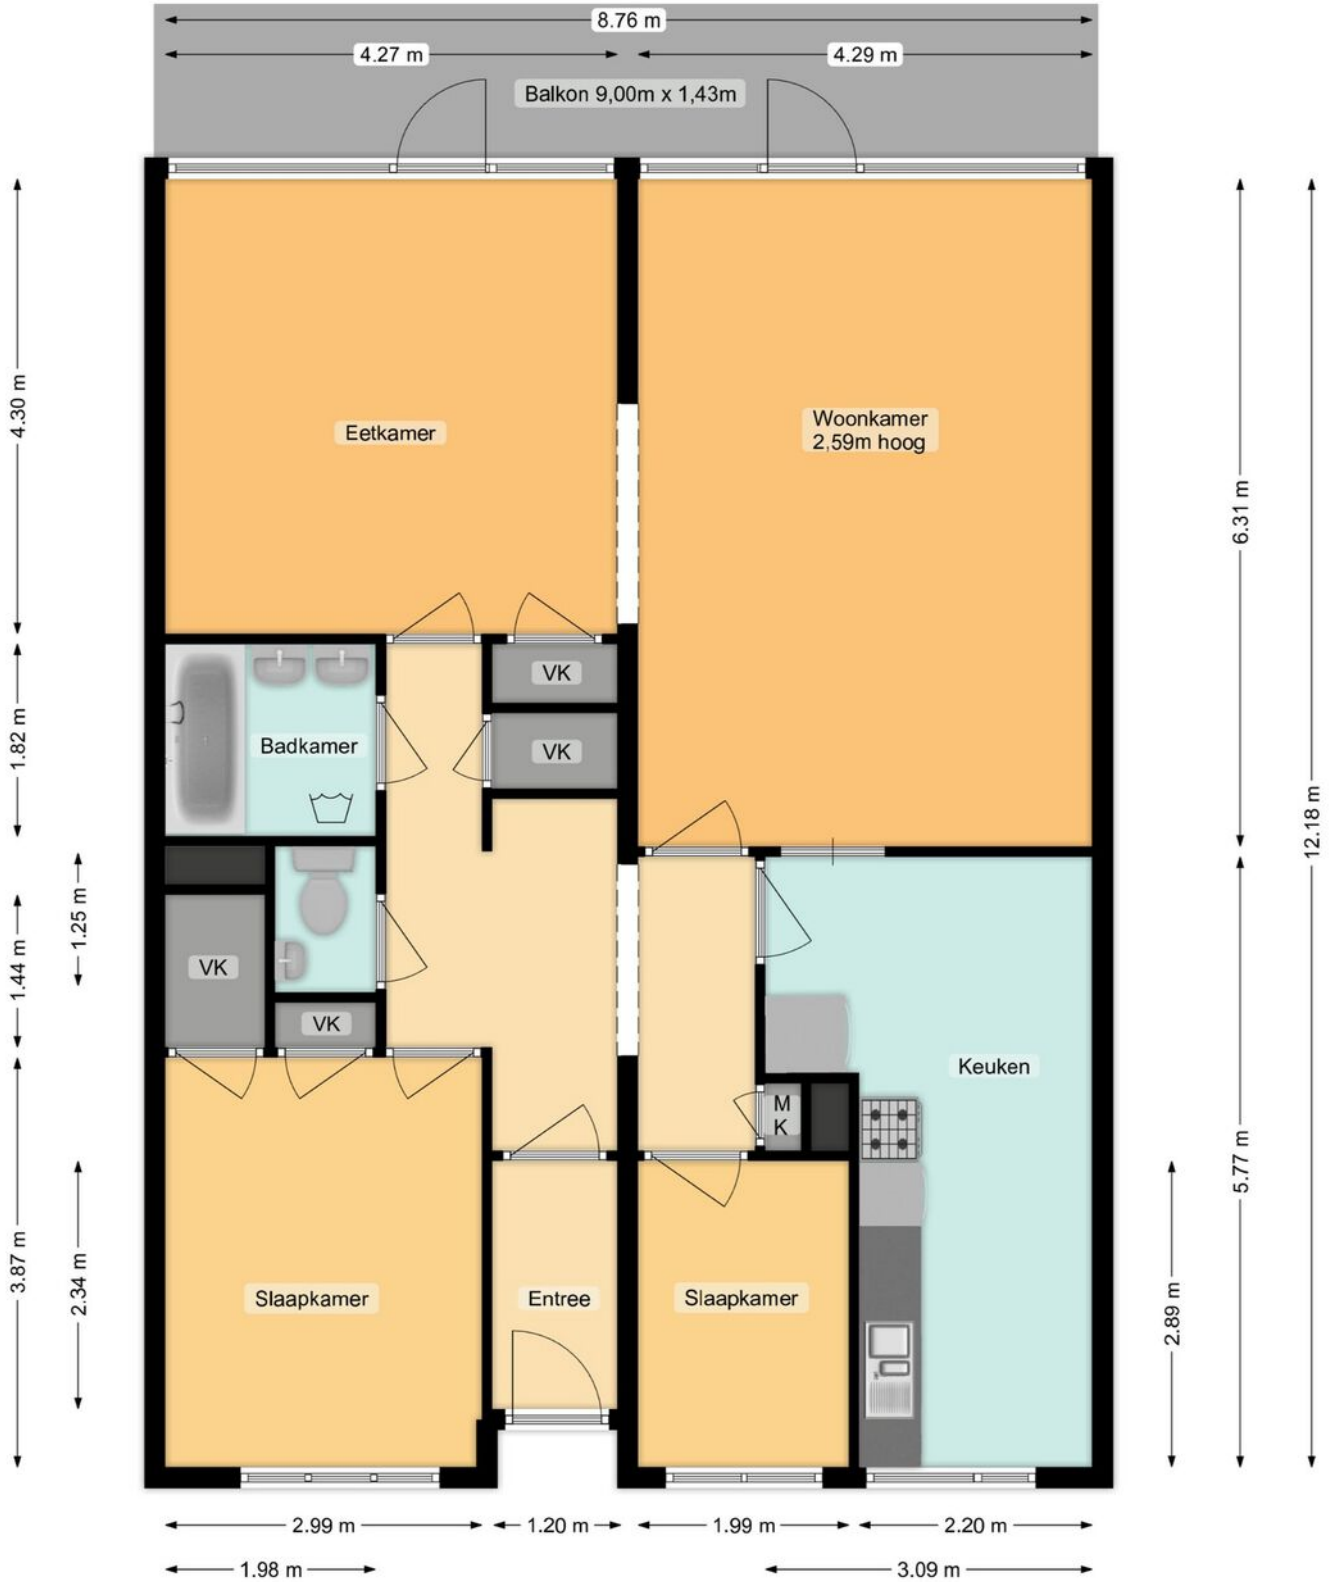 8.76 m
4.27 m
4.29 m
Balkon 9,00m x 1,43m
4.30 m
Eetkamer
Woonkamer
2,59m hoog
6.31 m
VK
1.82 m
Badkamer
VK
12.18 m
1.25 m
1.44 m
VK
VK
Keuken
M
K
5.77 m
3.87 m
2.34 m
Slaapkamer
Entree
Slaapkamer
2.89 m
2.99 m
1.20 m
1.99 m
2.20 m
1.98 m
3.09 m